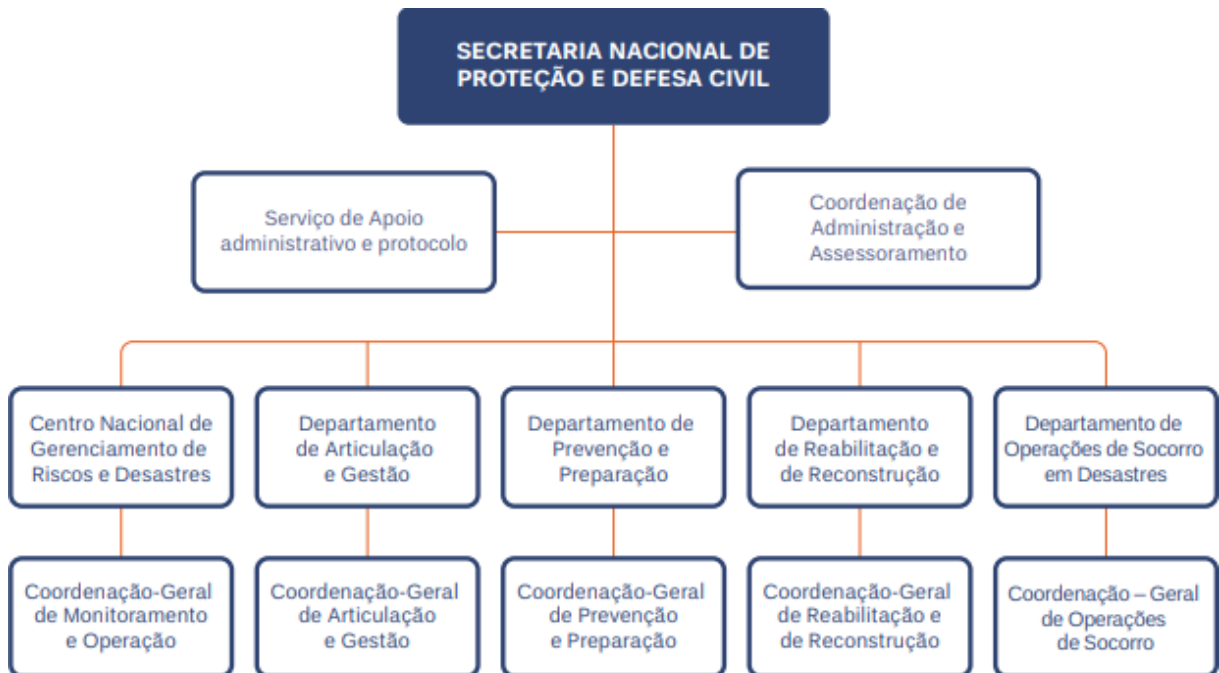 SECRETARIA NACIONAL DE
PROTEÇÃO E DEFESA CIVIL
Serviço de Apoio
administrativo e protocolo
Coordenação de
Administração e
Assessoramento
Centro Nacional de
Gerenciamento de
Riscos e Desastres
Departamento
de Articulação
e Gestão
Departamento de
Prevenção e
Preparação
Departamento
de Reabilitação e
de Reconstrução
Departamento de
Operações de Socorro
em Desastres
Coordenação-Geral
de Monitoramento
e Operação
Coordenação-Geral
de Articulação
e Gestão
Coordenação-Geral
de Prevenção
e Preparação
Coordenação-Geral
de Reabilitação e
de Reconstrução
Coordenação – Geral
de Operações
de Socorro